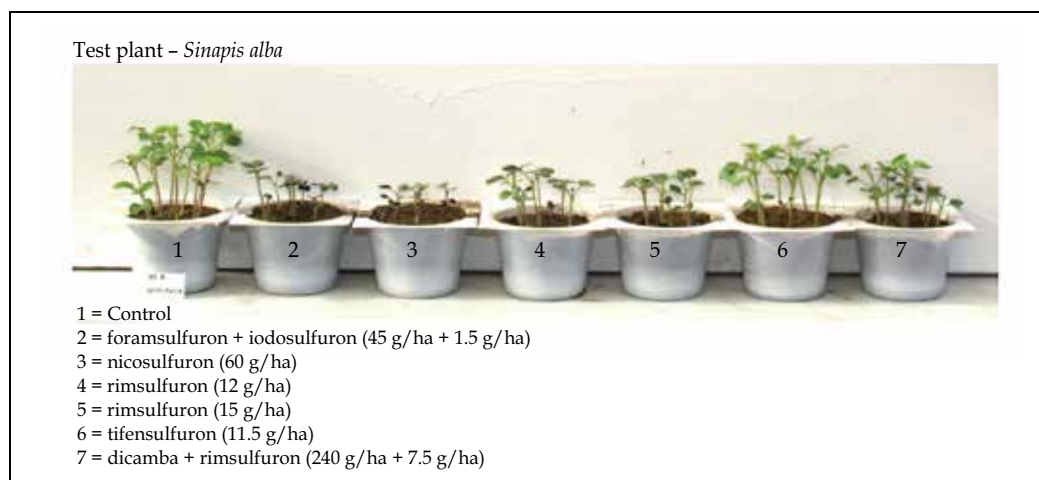 Test plant – Sinapis alba
1 2 3 4 5 6 7
1 = Control
2 = foramsulfuron + iodosulfuron (45 g/ha + 1.5 g/ha)
3 = nicosulfuron (60 g/ha)
4 = rimsulfuron (12 g/ha)
5 = rimsulfuron (15 g/ha)
6 = tifensulfuron (11.5 g/ha)
7 = dicamba + rimsulfuron (240 g/ha + 7.5 g/ha)